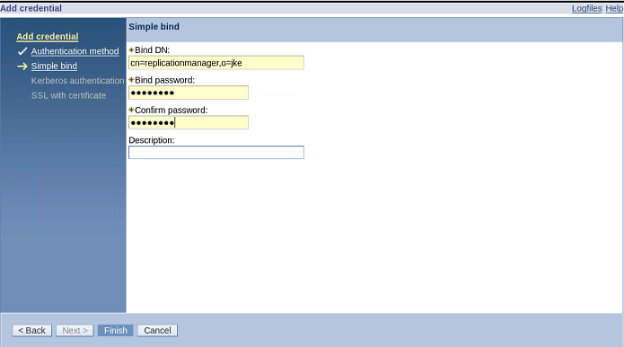 Add credential
Logfiles Help
Add credential
Authentication method
Simple bind
Kerberos authentication
SSL with certificate
Simple bind
+Bind DN:
cn=replicationmanager,o=jke
+Bind password:
●●●●●●●●
+Confirm password:
●●●●●●●●
Description:
< Back Next > Finish Cancel